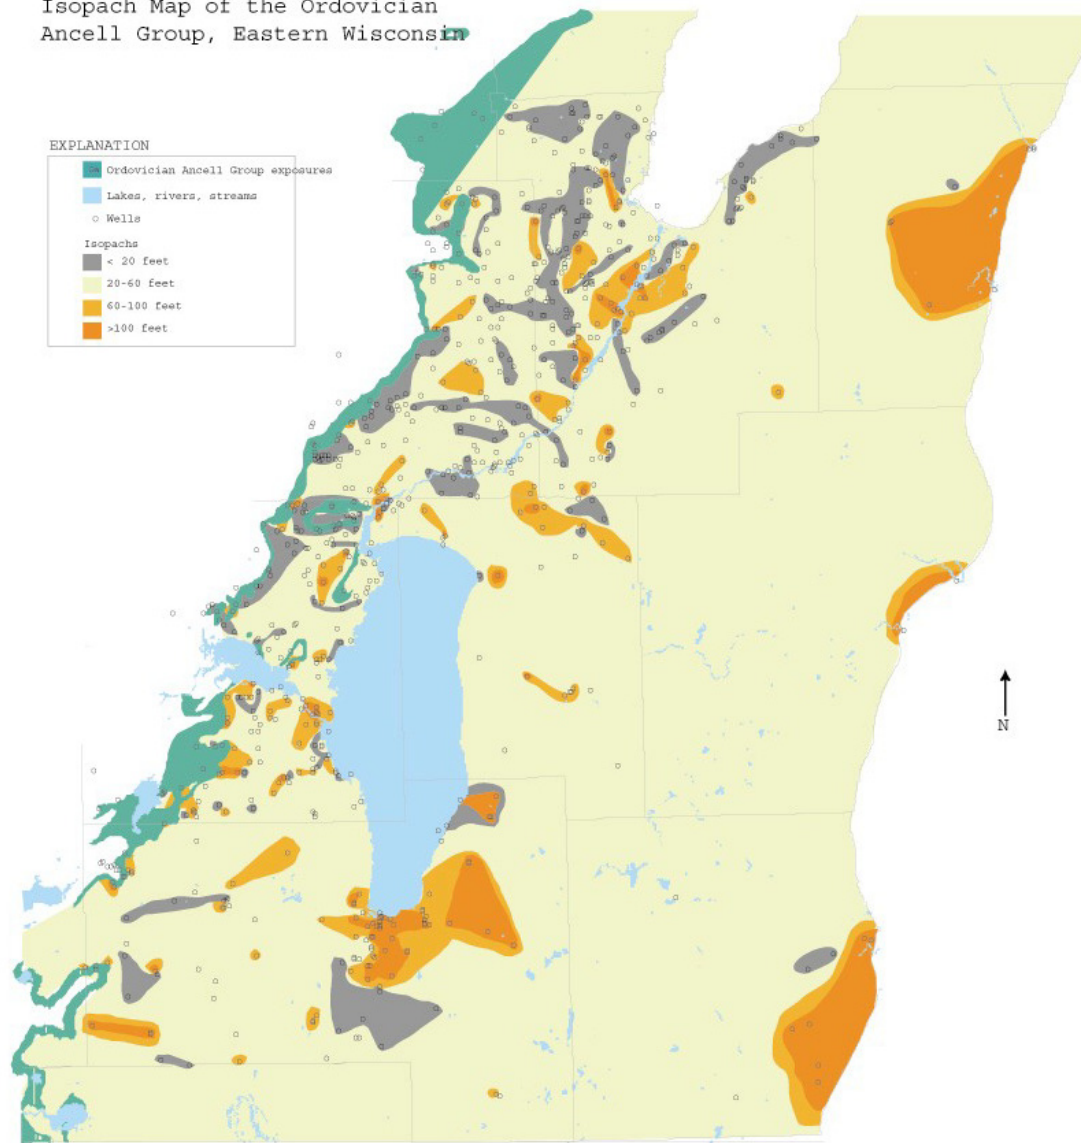 Isopach Map of the Ordovician
Ancell Group, Eastern Wisconsin
EXPLANATION
Ordovician Ancell Group exposures
Lakes, rivers, streams
Wells
Isopachs
< 20 feet
20-60 feet
60-100 feet
>100 feet
N